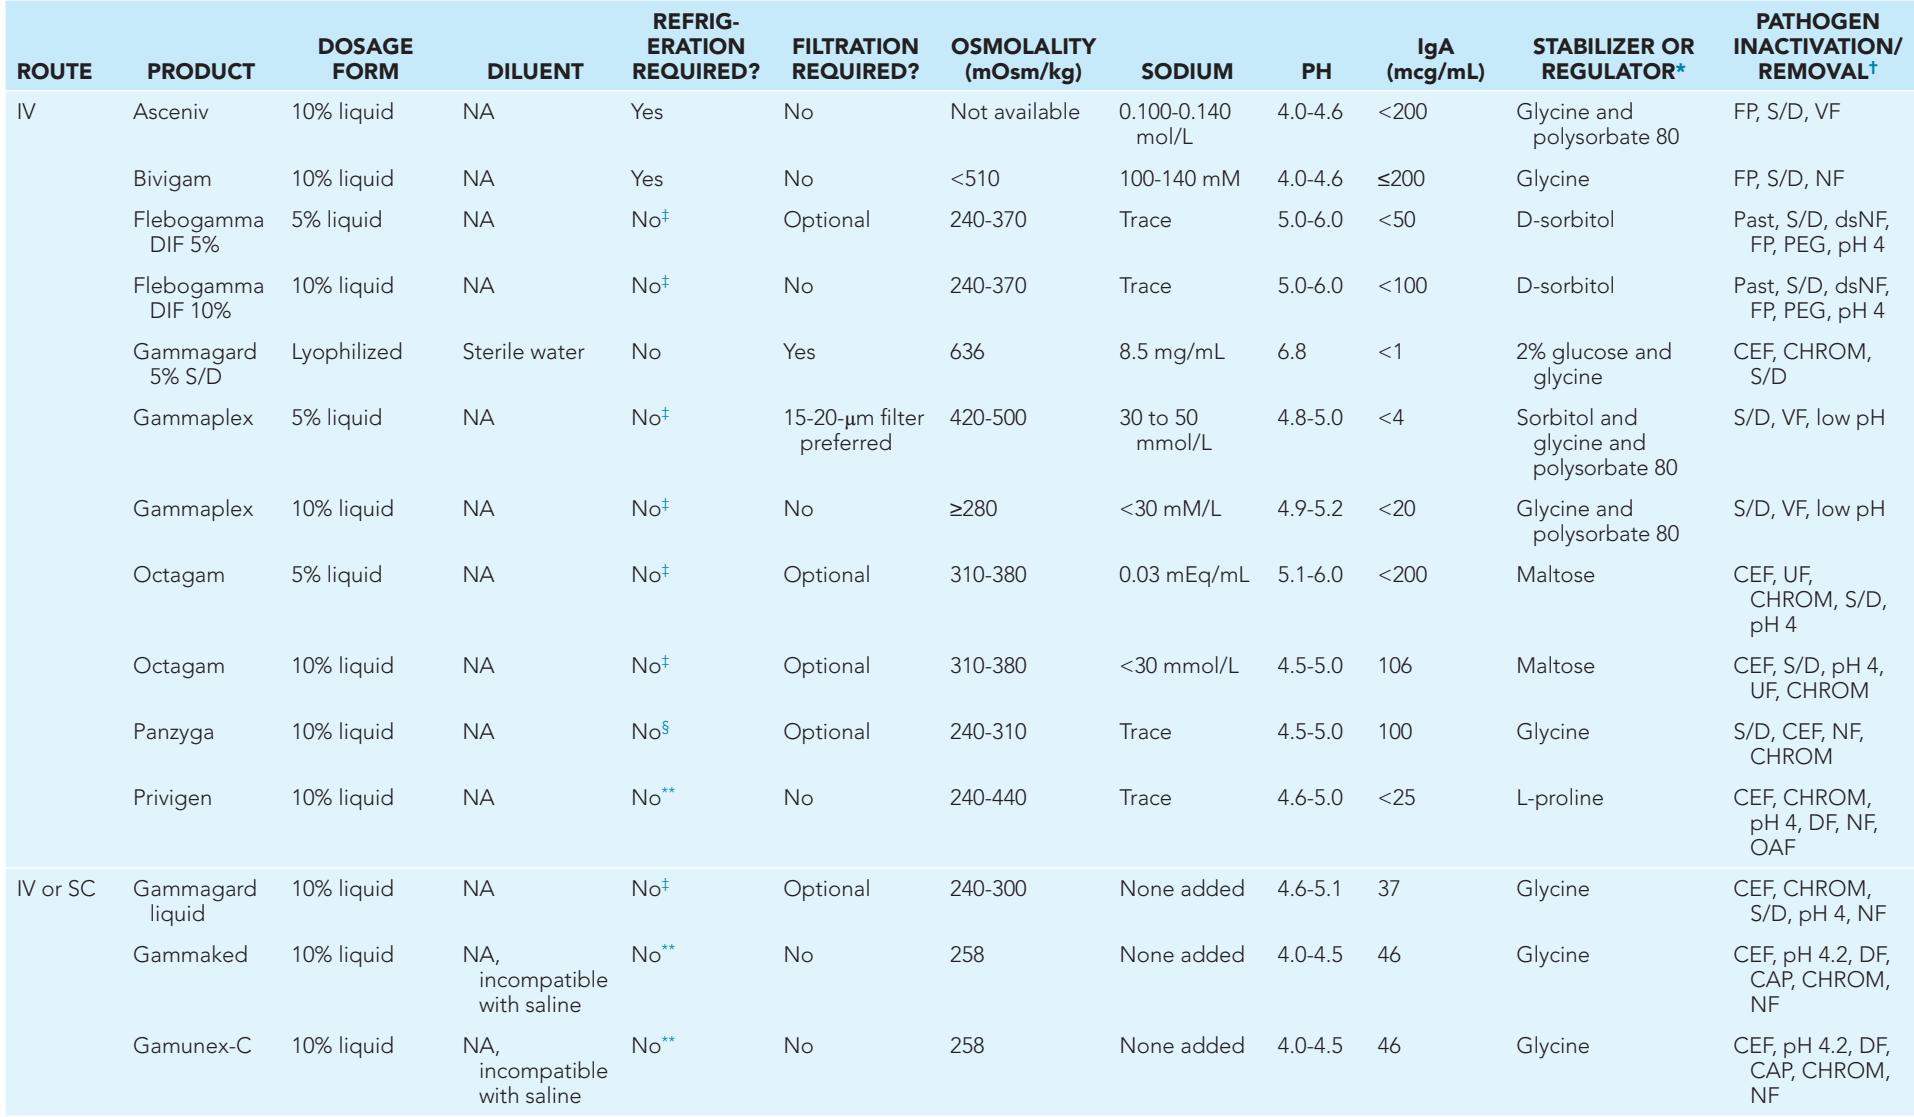 ROUTE PRODUCT DOSAGE FORM DILUENT REFRIG-ERATION REQUIRED? FILTRATION REQUIRED? OSMOLALITY (mOsm/kg) SODIUM PH IgA (mcg/mL) STABILIZER OR REGULATOR* PATHOGEN INACTIVATION/ REMOVAL†
IV Asceniv 10% liquid NA Yes No Not available 0.100-0.140 mol/L 4.0-4.6 <200 Glycine and polysorbate 80 FP, S/D, VF
Bivigam 10% liquid NA Yes No <510 100-140 mM 4.0-4.6 ≤200 Glycine FP, S/D, NF
Flebogamma DIF 5% 5% liquid NA No‡ Optional 240-370 Trace 5.0-6.0 <50 D-sorbitol Past, S/D, dsNF, FP, PEG, pH 4
Flebogamma DIF 10% 10% liquid NA No‡ No 240-370 Trace 5.0-6.0 <100 D-sorbitol Past, S/D, dsNF, FP, PEG, pH 4
Gammagard 5% S/D Lyophilized Sterile water No Yes 636 8.5 mg/mL 6.8 <1 2% glucose and glycine CEF, CHROM, S/D
Gammaplex 5% liquid NA No‡ 15-20-μm filter preferred 420-500 30 to 50 mmol/L 4.8-5.0 <4 Sorbitol and glycine and polysorbate 80 S/D, VF, low pH
Gammaplex 10% liquid NA No‡ No ≥280 <30 mM/L 4.9-5.2 <20 Glycine and polysorbate 80 S/D, VF, low pH
Octagam 5% liquid NA No‡ Optional 310-380 0.03 mEq/mL 5.1-6.0 <200 Maltose CEF, UF, CHROM, S/D, pH 4
Octagam 10% liquid NA No‡ Optional 310-380 <30 mmol/L 4.5-5.0 106 Maltose CEF, S/D, pH 4, UF, CHROM
Panzyga 10% liquid NA No§ Optional 240-310 Trace 4.5-5.0 100 Glycine S/D, CEF, NF, CHROM
Privigen 10% liquid NA No** No 240-440 Trace 4.6-5.0 <25 L-proline CEF, CHROM, pH 4, DF, NF, OAF
IV or SC Gammagard liquid 10% liquid NA No‡ Optional 240-300 None added 4.6-5.1 37 Glycine CEF, CHROM, S/D, pH 4, NF
Gammaked 10% liquid NA, incompatible with saline No** No 258 None added 4.0-4.5 46 Glycine CEF, pH 4.2, DF, CAP, CHROM, NF
Gamunex-C 10% liquid NA, incompatible with saline No** No 258 None added 4.0-4.5 46 Glycine CEF, pH 4.2, DF, CAP, CHROM, NF